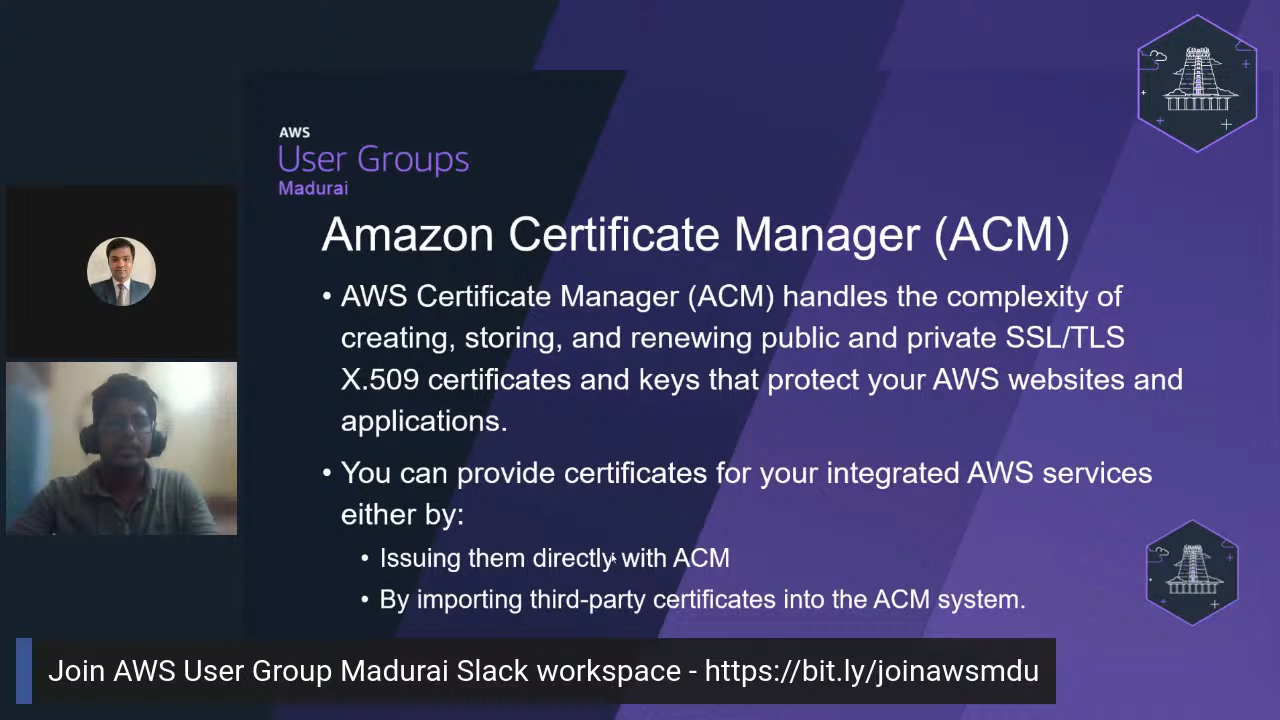 AWS
User Groups
Madurai
Amazon Certificate Manager (ACM)
• AWS Certificate Manager (ACM) handles the complexity of
creating, storing, and renewing public and private SSL/TLS
X.509 certificates and keys that protect your AWS websites and
applications.
• You can provide certificates for your integrated AWS services
either by:
• Issuing them directly with ACM
• By importing third-party certificates into the ACM system.
Join AWS User Group Madurai Slack workspace - https://bit.ly/joinawsmdu